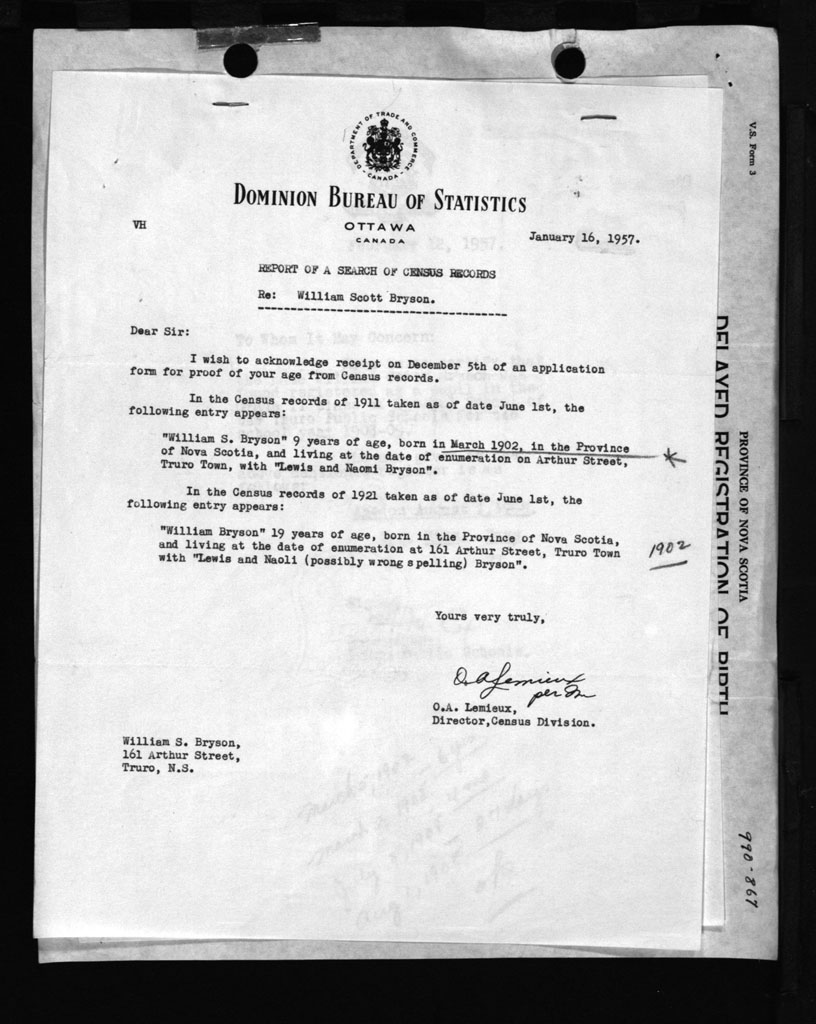 DEPARTMENT OF TRADE AND COMMERCE
- CANADA -
DOMINION BUREAU OF STATISTICS
OTTAWA
CANADA
VH
January 16, 1957.
REPORT OF A SEARCH OF CENSUS RECORDS
Re: William Scott Bryson.
Dear Sir:
I wish to acknowledge receipt on December 5th of an application
form for proof of your age from Census records.
In the Census records of 1911 taken as of date June 1st, the
following entry appears:
"William S. Bryson" 9 years of age, born in March 1902, in the Province
of Nova Scotia, and living at the date of enumeration on Arthur Street,
Truro Town, with "Lewis and Naomi Bryson".
In the Census records of 1921 taken as of date June 1st, the
following entry appears:
"William Bryson" 19 years of age, born in the Province of Nova Scotia,
and living at the date of enumeration at 161 Arthur Street, Truro Town
with "Lewis and Naoli (possibly wrong spelling) Bryson".
1902
Yours very truly,
O.A. Lemieux
per
O.A. Lemieux,
Director, Census Division.
William S. Bryson,
161 Arthur Street,
Truro, N.S.
V.S. Form 3
PROVINCE OF NOVA SCOTIA
DELAYED REGISTRATION OF BIRTH
990-867